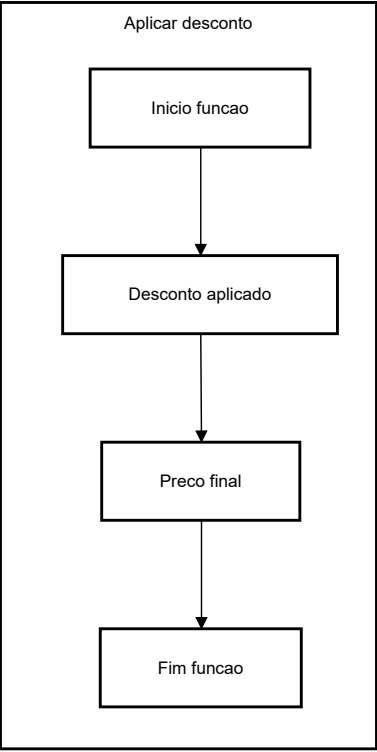 Aplicar desconto
Inicio funcao
Desconto aplicado
Preco final
Fim funcao